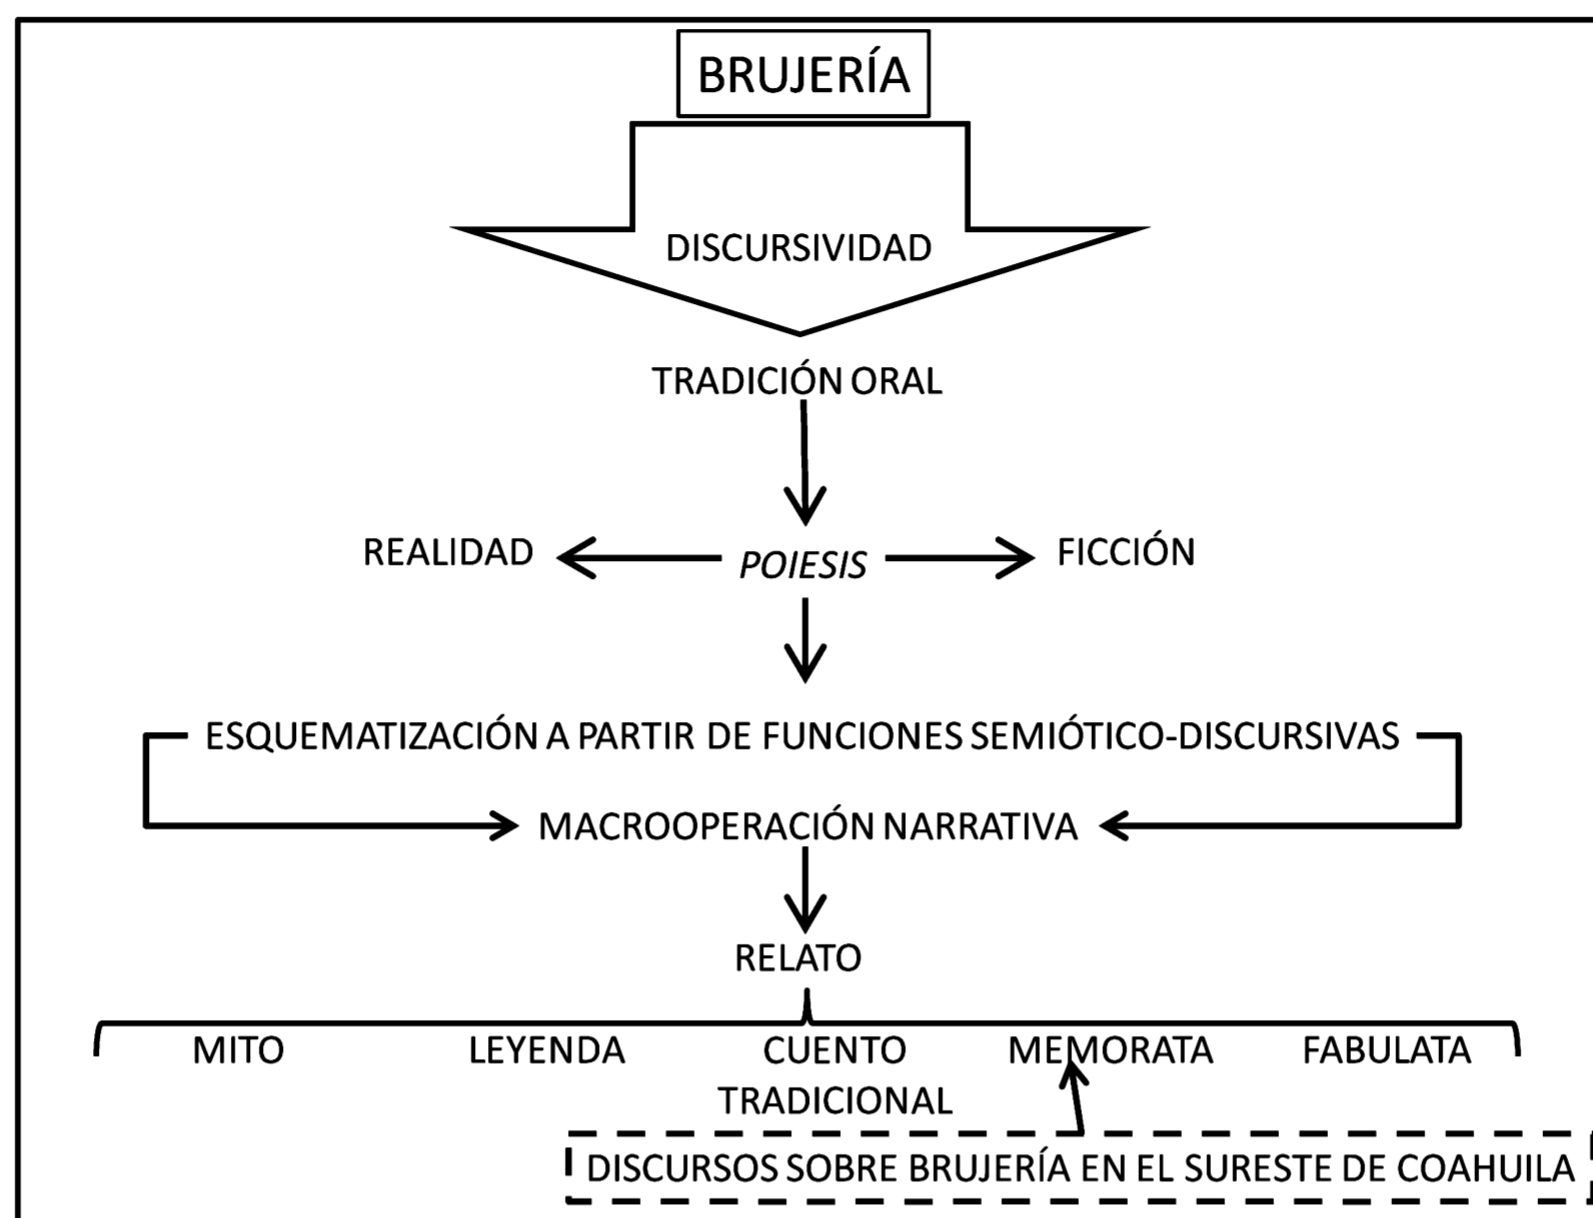 BRUJERÍA
DISCURSIVIDAD
TRADICIÓN ORAL
REALIDAD
POIESIS
FICCIÓN
ESQUEMATIZACIÓN A PARTIR DE FUNCIONES SEMIÓTICO-DISCURSIVAS
MACROOPERACIÓN NARRATIVA
RELATO
MITO
LEYENDA
CUENTO
TRADICIONAL
MEMORATA
FABULATA
DISCURSOS SOBRE BRUJERÍA EN EL SURESTE DE COAHUILA